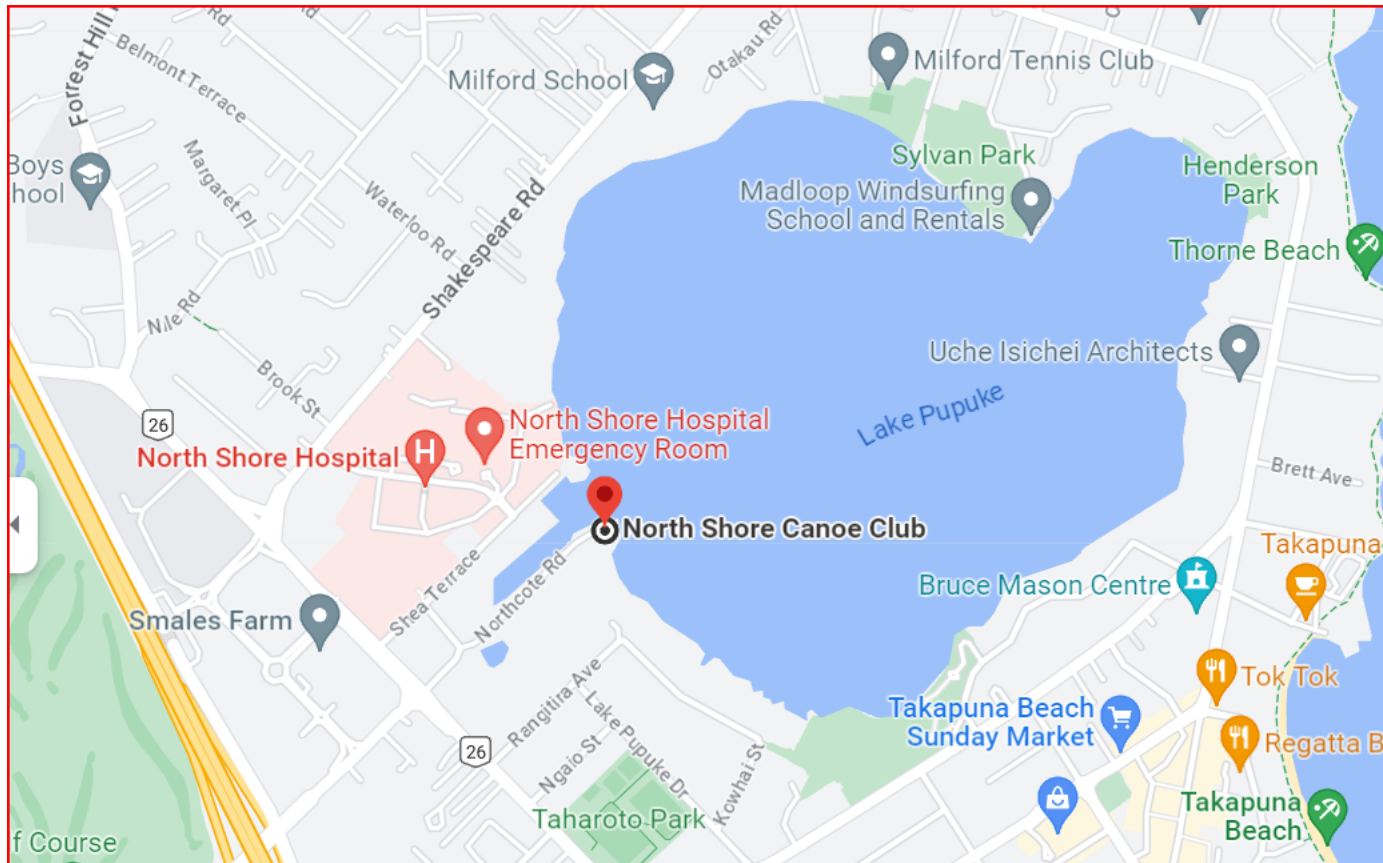 Forrest Hill
Belmont Terrace
Milford School
Otakau Rd
Milford Tennis Club
Boys
hool
Margaret Pl
Waterloo Rd
Shakespeare Rd
Sylvan Park
Madloop Windsurfing
School and Rentals
Henderson
Park
Thorne Beach
Nile Rd
Brook St
Uche Isichei Architects
Lake Pupuke
26
North Shore Hospital
North Shore Hospital
Emergency Room
H
Brett Ave
North Shore Canoe Club
Takapuna
Bruce Mason Centre
Smales Farm
Shea Terrace
Northcote Rd
Tok Tok
Rangitira Ave
Lake Pupuke Dr
Ngaio St
Kowhai St
26
Takapuna Beach
Sunday Market
Regatta B
Taharoto Park
Takapuna
Beach
f Course